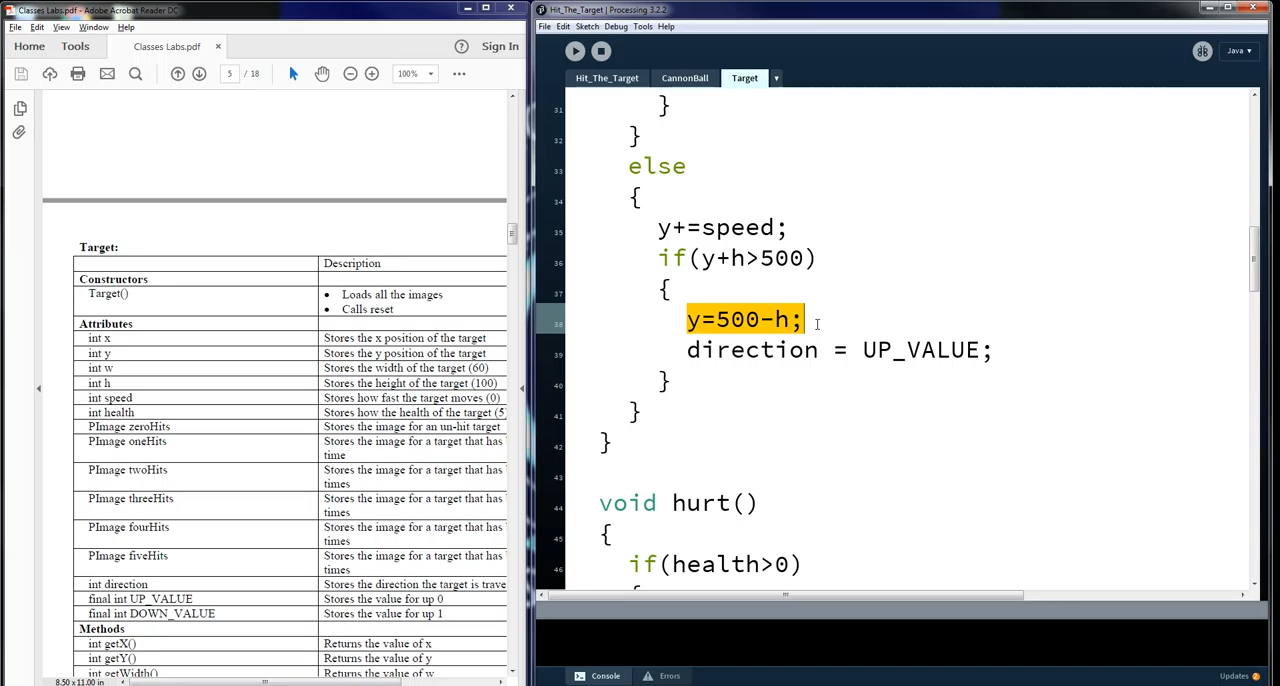 Classes Labs.pdf - Adobe Acrobat Reader DC
File Edit View Window Help
Home Tools Classes Labs.pdf × ? Sign In
5 / 18 100%
Target:
Description
Constructors
Target() • Loads all the images
• Calls reset
Attributes
int x Stores the x position of the target
int y Stores the y position of the target
int w Stores the width of the target (60)
int h Stores the height of the target (100)
int speed Stores how fast the target moves (0)
int health Stores how the health of the target (5)
PImage zeroHits Stores the image for an un-hit target
PImage oneHits Stores the image for a target that has
time
PImage twoHits Stores the image for a target that has
times
PImage threeHits Stores the image for a target that has
times
PImage fourHits Stores the image for a target that has
times
PImage fiveHits Stores the image for a target that has
times
int direction Stores the direction the target is trave
final int UP_VALUE Stores the value for up 0
final int DOWN_VALUE Stores the value for up 1
Methods
int getX() Returns the value of x
int getY() Returns the value of y
int getWidth() Returns the value of w
8.50 x 11.00 in
Hit_The_Target | Processing 3.2.2
File Edit Sketch Debug Tools Help
Java
Hit_The_Target CannonBall Target
31 }
32 }
33 else
34 {
35 y+=speed;
36 if(y+h>500)
37 {
38 y=500-h;
39 direction = UP_VALUE;
40 }
41 }
42 }
43
44 void hurt()
45 {
46 if(health>0)
{
Console Errors Updates 2